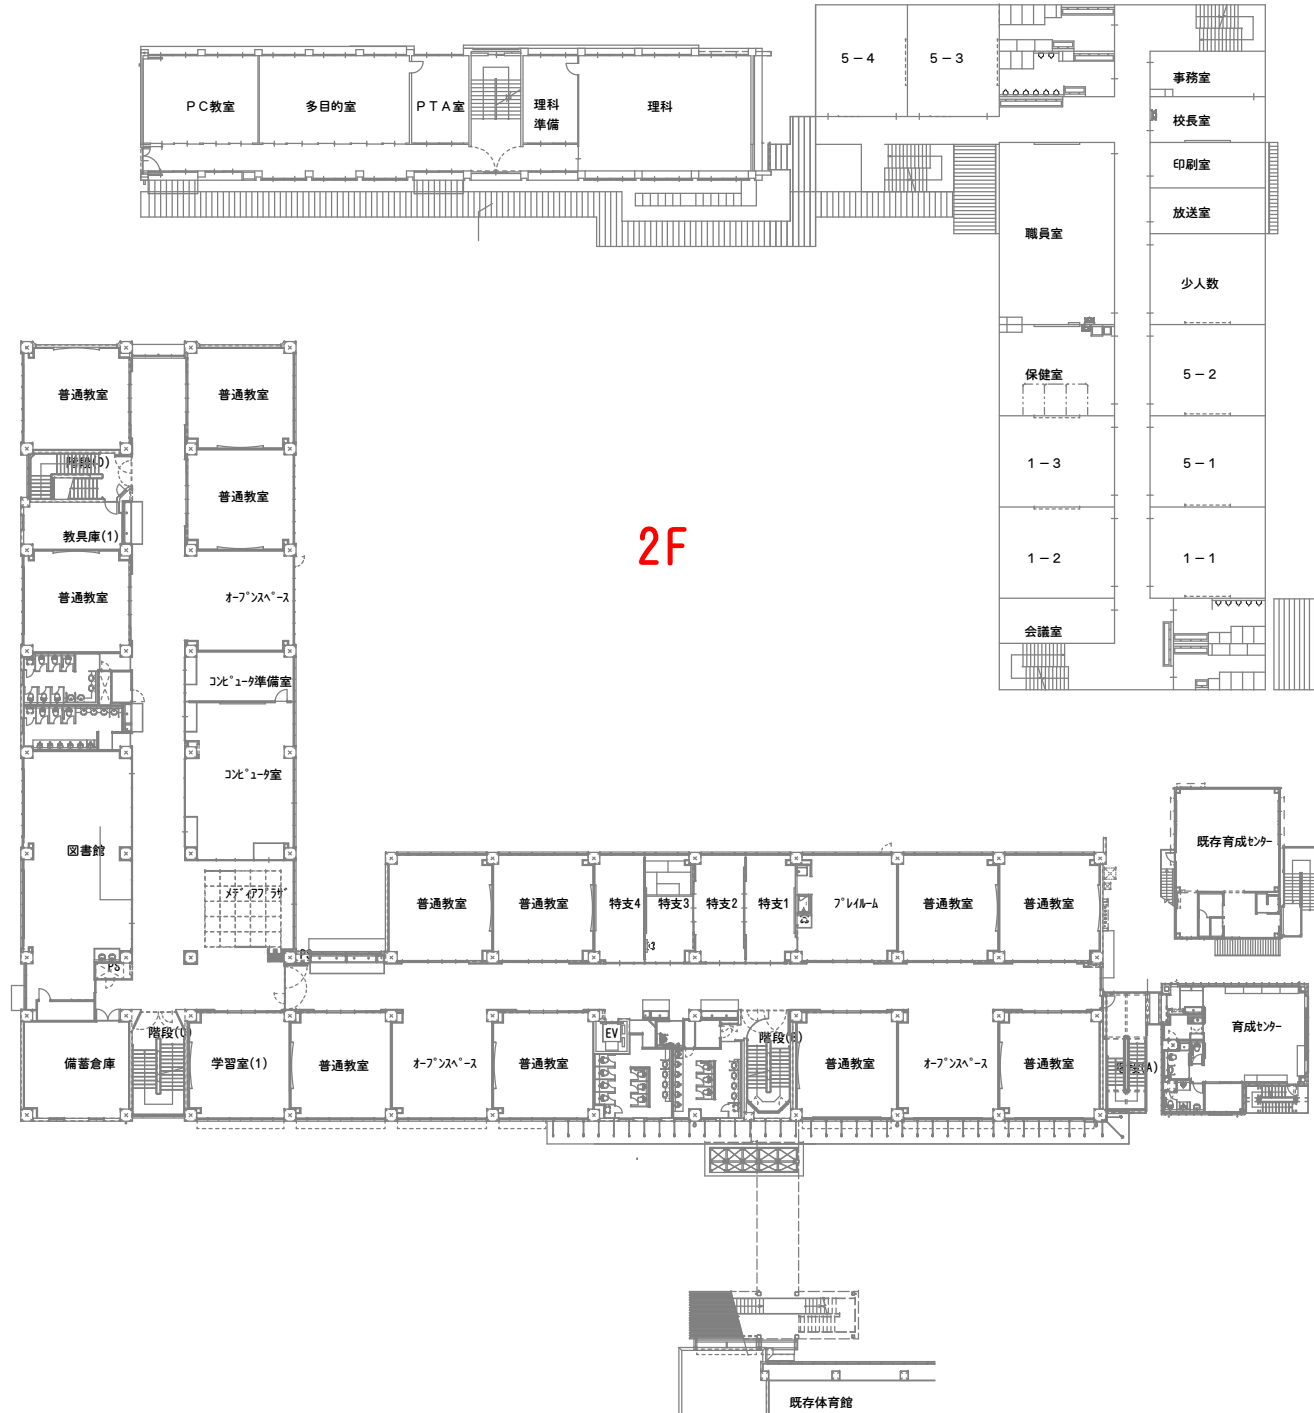 5－4
5－3
事務室
ＰＣ教室
多目的室
ＰＴＡ室
理科
準備
理科
校長室
印刷室
放送室
職員室
少人数
保健室
5－2
1－3
5－1
1－2
1－1
会議室
2F
普通教室
普通教室
階段(D)
普通教室
教具庫(1)
普通教室
ｵｰﾌﾟﾝｽﾍﾟｰｽ
ｺﾝﾋﾟｭｰﾀ準備室
ｺﾝﾋﾟｭｰﾀ室
図書館
ﾒﾃﾞｨｱﾌﾟﾗｻﾞ
PS
PS
普通教室
普通教室
特支4
特支3
特支2
特支1
ﾌﾟﾚｲﾙｰﾑ
普通教室
普通教室
既存育成ｾﾝﾀｰ
備蓄倉庫
階段(C)
学習室(1)
普通教室
ｵｰﾌﾟﾝｽﾍﾟｰｽ
普通教室
EV
階段(B)
普通教室
ｵｰﾌﾟﾝｽﾍﾟｰｽ
普通教室
階段(A)
育成ｾﾝﾀｰ
既存体育館